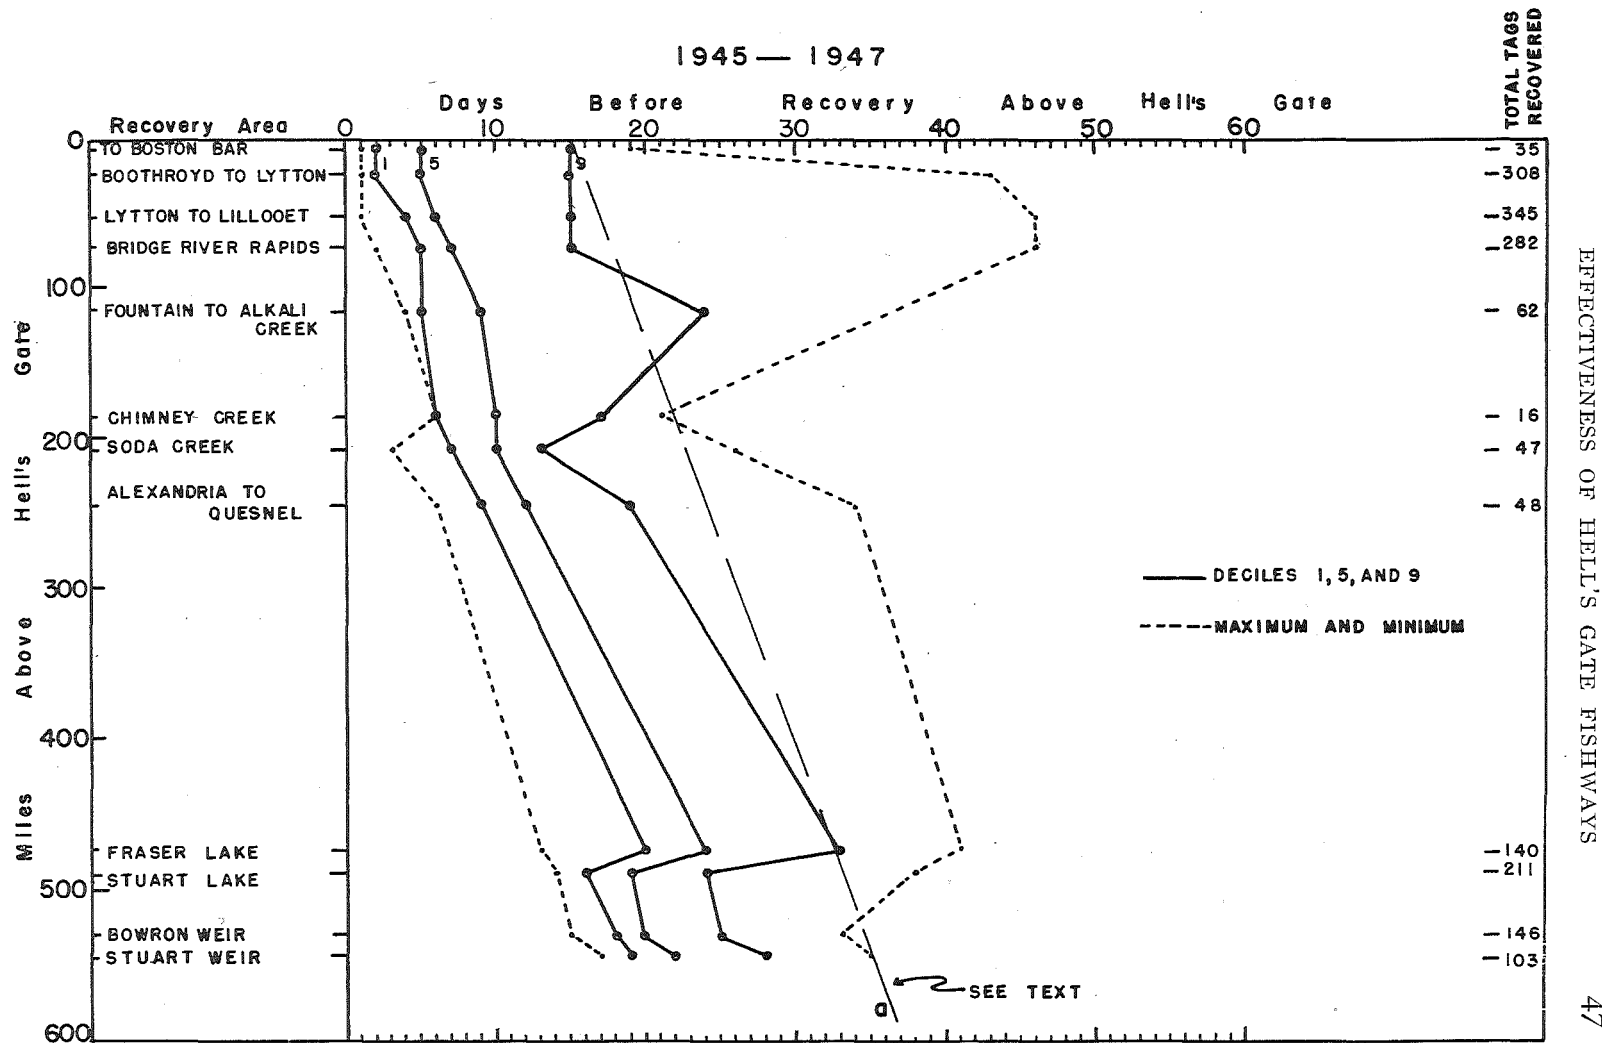 1945 — 1947
Days Before Recovery Above Hell's Gate
TOTAL TAGS
RECOVERED
Recovery Area
0 10 20 30 40 50 60
0
TO BOSTON BAR
1 5 9
35
BOOTHROYD TO LYTTON
308
LYTTON TO LILLOOET
345
BRIDGE RIVER RAPIDS
282
100
FOUNTAIN TO ALKALI
CREEK
62
CHIMNEY CREEK
16
200
SODA CREEK
47
ALEXANDRIA TO
QUESNEL
48
300
DECILES 1, 5, AND 9
MAXIMUM AND MINIMUM
400
FRASER LAKE
140
STUART LAKE
211
500
BOWRON WEIR
146
STUART WEIR
103
SEE TEXT
a
600
Miles Above Hell's Gate
EFFECTIVENESS OF HELL'S GATE FISHWAYS
47